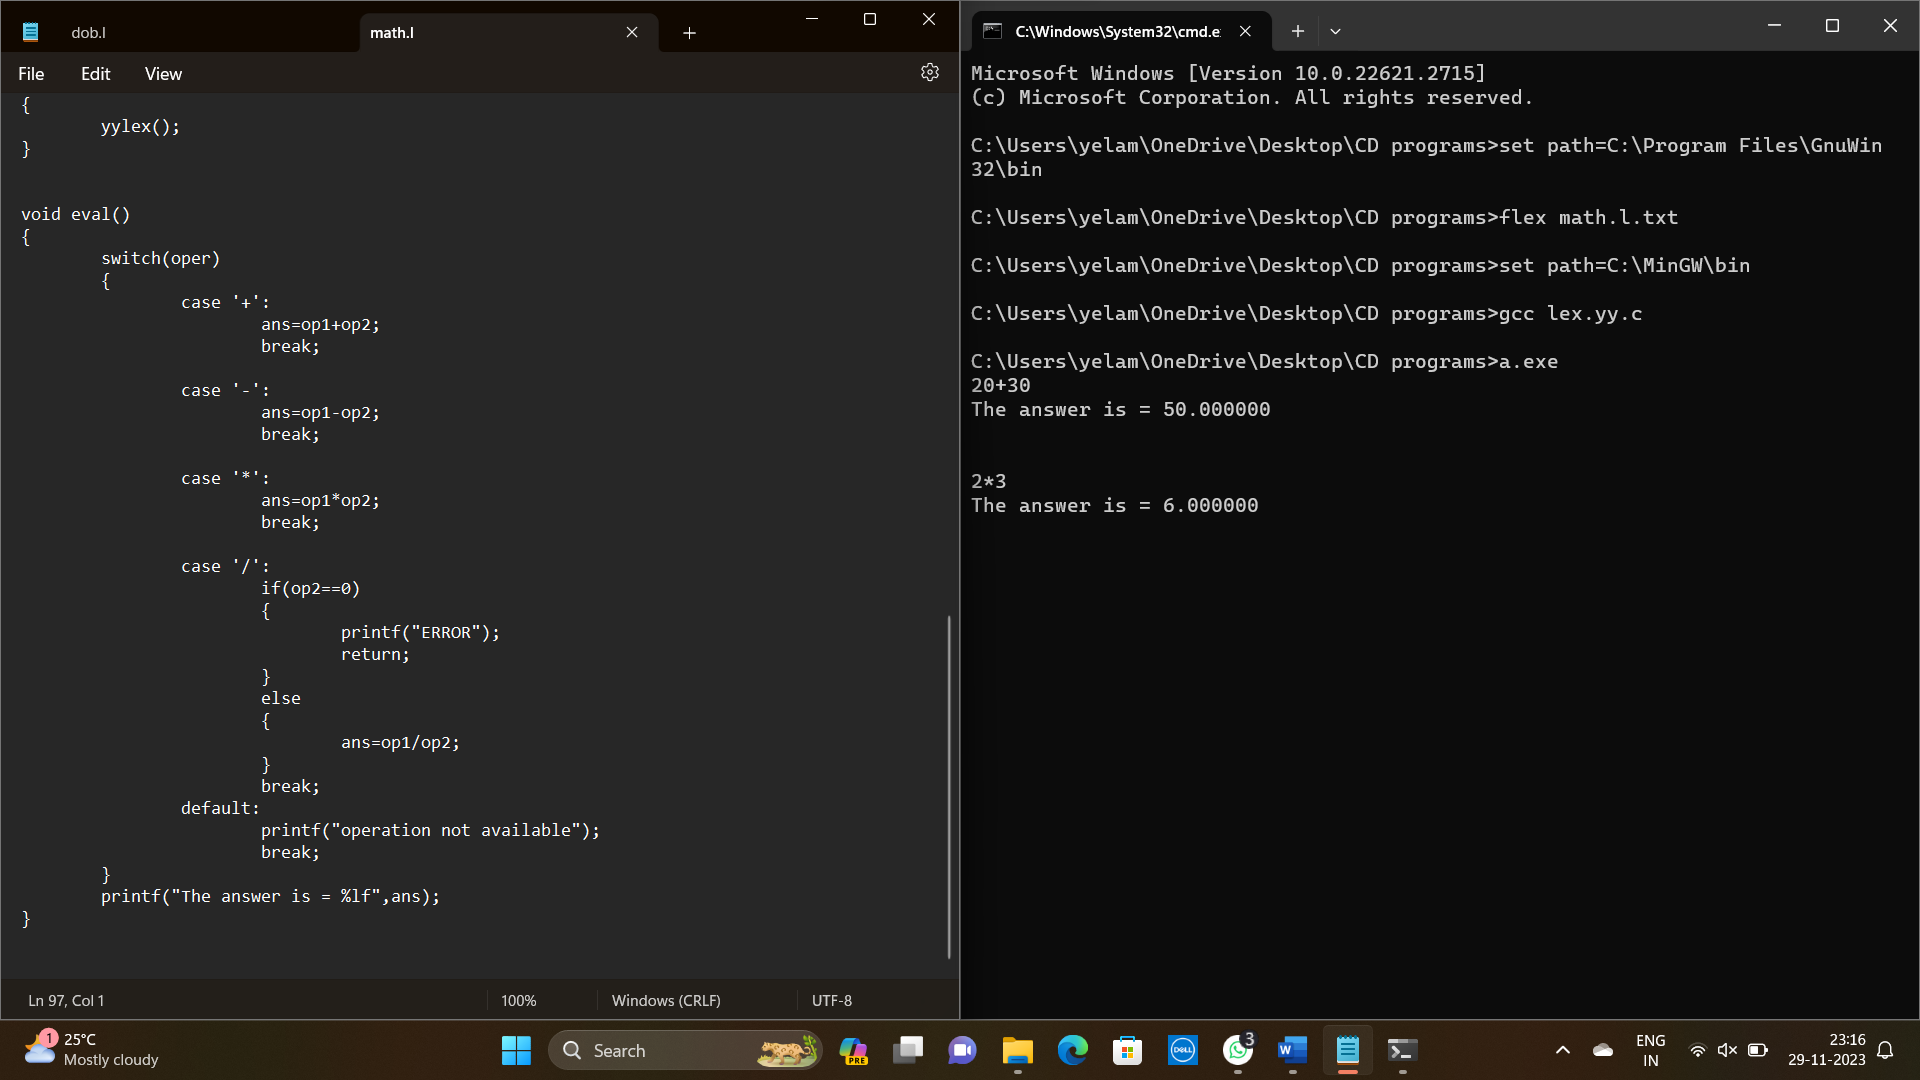 dob.l
math.l
File Edit View
{
yylex();
}
void eval()
{
switch(oper)
{
case '+':
ans=op1+op2;
break;
case '-':
ans=op1-op2;
break;
case '*':
ans=op1*op2;
break;
case '/':
if(op2==0)
{
printf("ERROR");
return;
}
else
{
ans=op1/op2;
}
break;
default:
printf("operation not available");
break;
}
printf("The answer is = %lf",ans);
}
Ln 97, Col 1
100%
Windows (CRLF)
UTF-8
C:\Windows\System32\cmd.e
Microsoft Windows [Version 10.0.22621.2715]
(c) Microsoft Corporation. All rights reserved.
C:\Users\yelam\OneDrive\Desktop\CD programs>set path=C:\Program Files\GnuWin
32\bin
C:\Users\yelam\OneDrive\Desktop\CD programs>flex math.l.txt
C:\Users\yelam\OneDrive\Desktop\CD programs>set path=C:\MinGW\bin
C:\Users\yelam\OneDrive\Desktop\CD programs>gcc lex.yy.c
C:\Users\yelam\OneDrive\Desktop\CD programs>a.exe
20+30
The answer is = 50.000000
2*3
The answer is = 6.000000
1
25°C
Mostly cloudy
Search
PRE
DELL
3
W
ENG
IN
23:16
29-11-2023